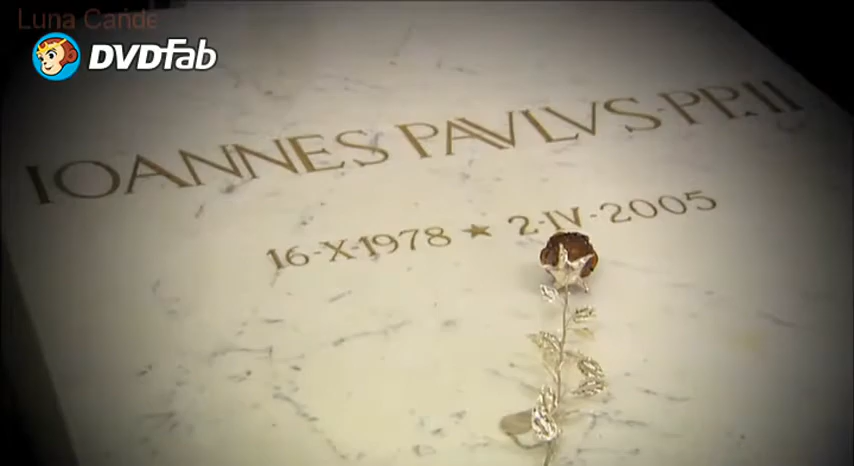 Luna Cande
DVDFab
IOANNES PAVLVS·PP·II
16-X-1978 ★ 2-IV-2005